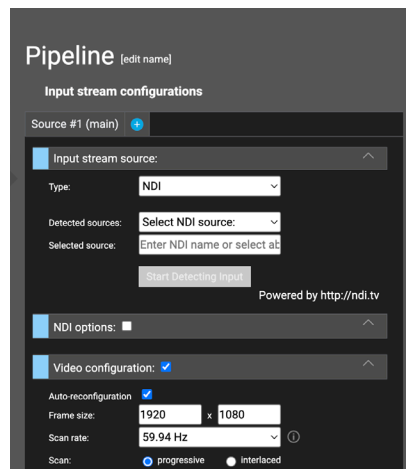 Pipeline [edit name]
Input stream configurations
Source #1 (main) +
Input stream source:
Type: NDI
Detected sources: Select NDI source:
Selected source: Enter NDI name or select ab
Start Detecting Input
Powered by http://ndi.tv
NDI options:
Video configuration:
Auto-reconfiguration
Frame size: 1920 x 1080
Scan rate: 59.94 Hz
Scan: progressive interlaced